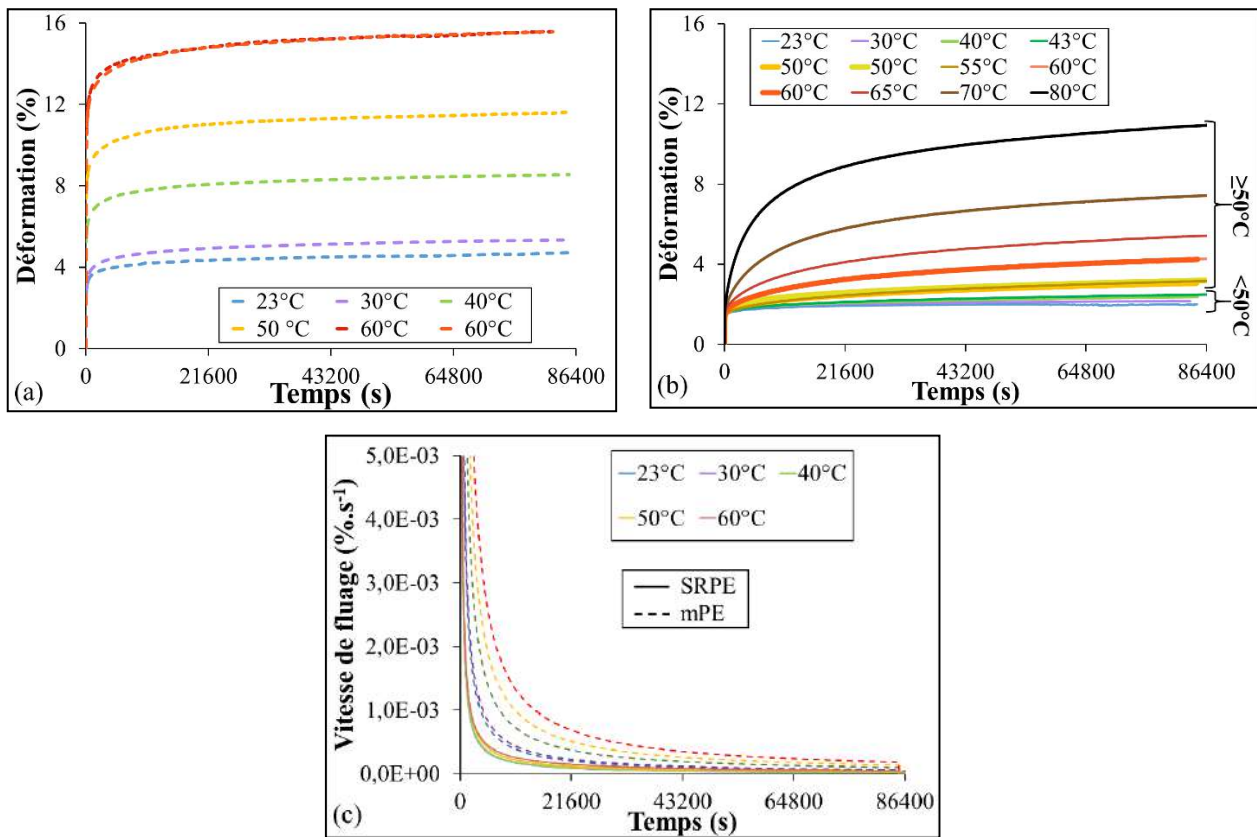 16
12
8
4
0
Déformation (%)
23°C 30°C 40°C
50 °C 60°C 60°C
0 21600 43200 64800 86400
Temps (s)
(a)
16
12
8
4
0
Déformation (%)
23°C 30°C 40°C 43°C
50°C 50°C 55°C 60°C
60°C 65°C 70°C 80°C
≥50°C
<50°C
0 21600 43200 64800 86400
Temps (s)
(b)
5,0E-03
4,0E-03
3,0E-03
2,0E-03
1,0E-03
0,0E+00
Vitesse de fluage (%.s-1)
23°C 30°C 40°C
50°C 60°C
SRPE
mPE
0 21600 43200 64800 86400
Temps (s)
(c)